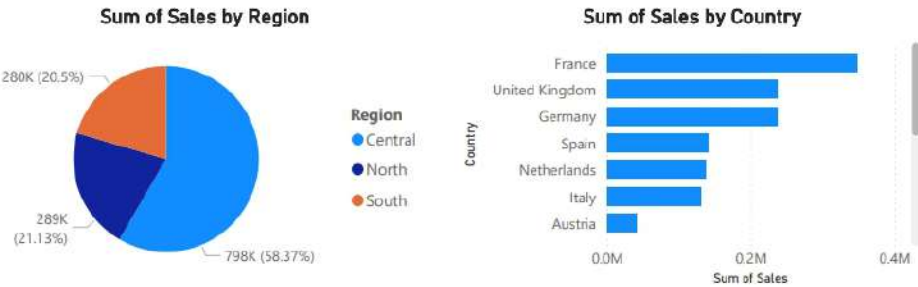 Sum of Sales by Region
280K (20.5%)
289K
(21.13%)
798K (58.37%)
Region
Central
North
South
Sum of Sales by Country
Country
France
United Kingdom
Germany
Spain
Netherlands
Italy
Austria
0.0M 0.2M 0.4M
Sum of Sales